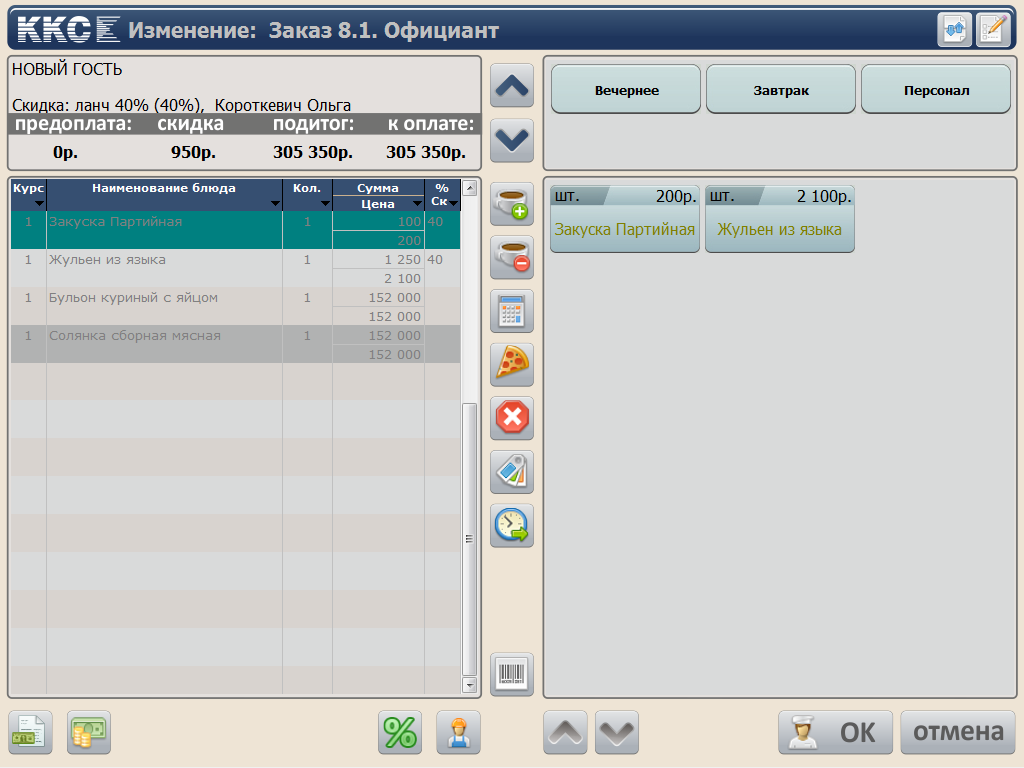 ККС Изменение: Заказ 8.1. Официант
НОВЫЙ ГОСТЬ
Скидка: ланч 40% (40%), Короткевич Ольга
предоплата: скидка подитог: к оплате:
0р. 950р. 305 350р. 305 350р.
Вечернее
Завтрак
Персонал
Курс Наименование блюда Кол. Сумма %
Цена Ск
1 Закуска Партийная 1 100 40
200
1 Жульен из языка 1 1 250 40
2 100
1 Бульон куриный с яйцом 1 152 000
152 000
1 Солянка сборная мясная 1 152 000
152 000
шт. 200р.
Закуска Партийная
шт. 2 100р.
Жульен из языка
%
ОК
отмена